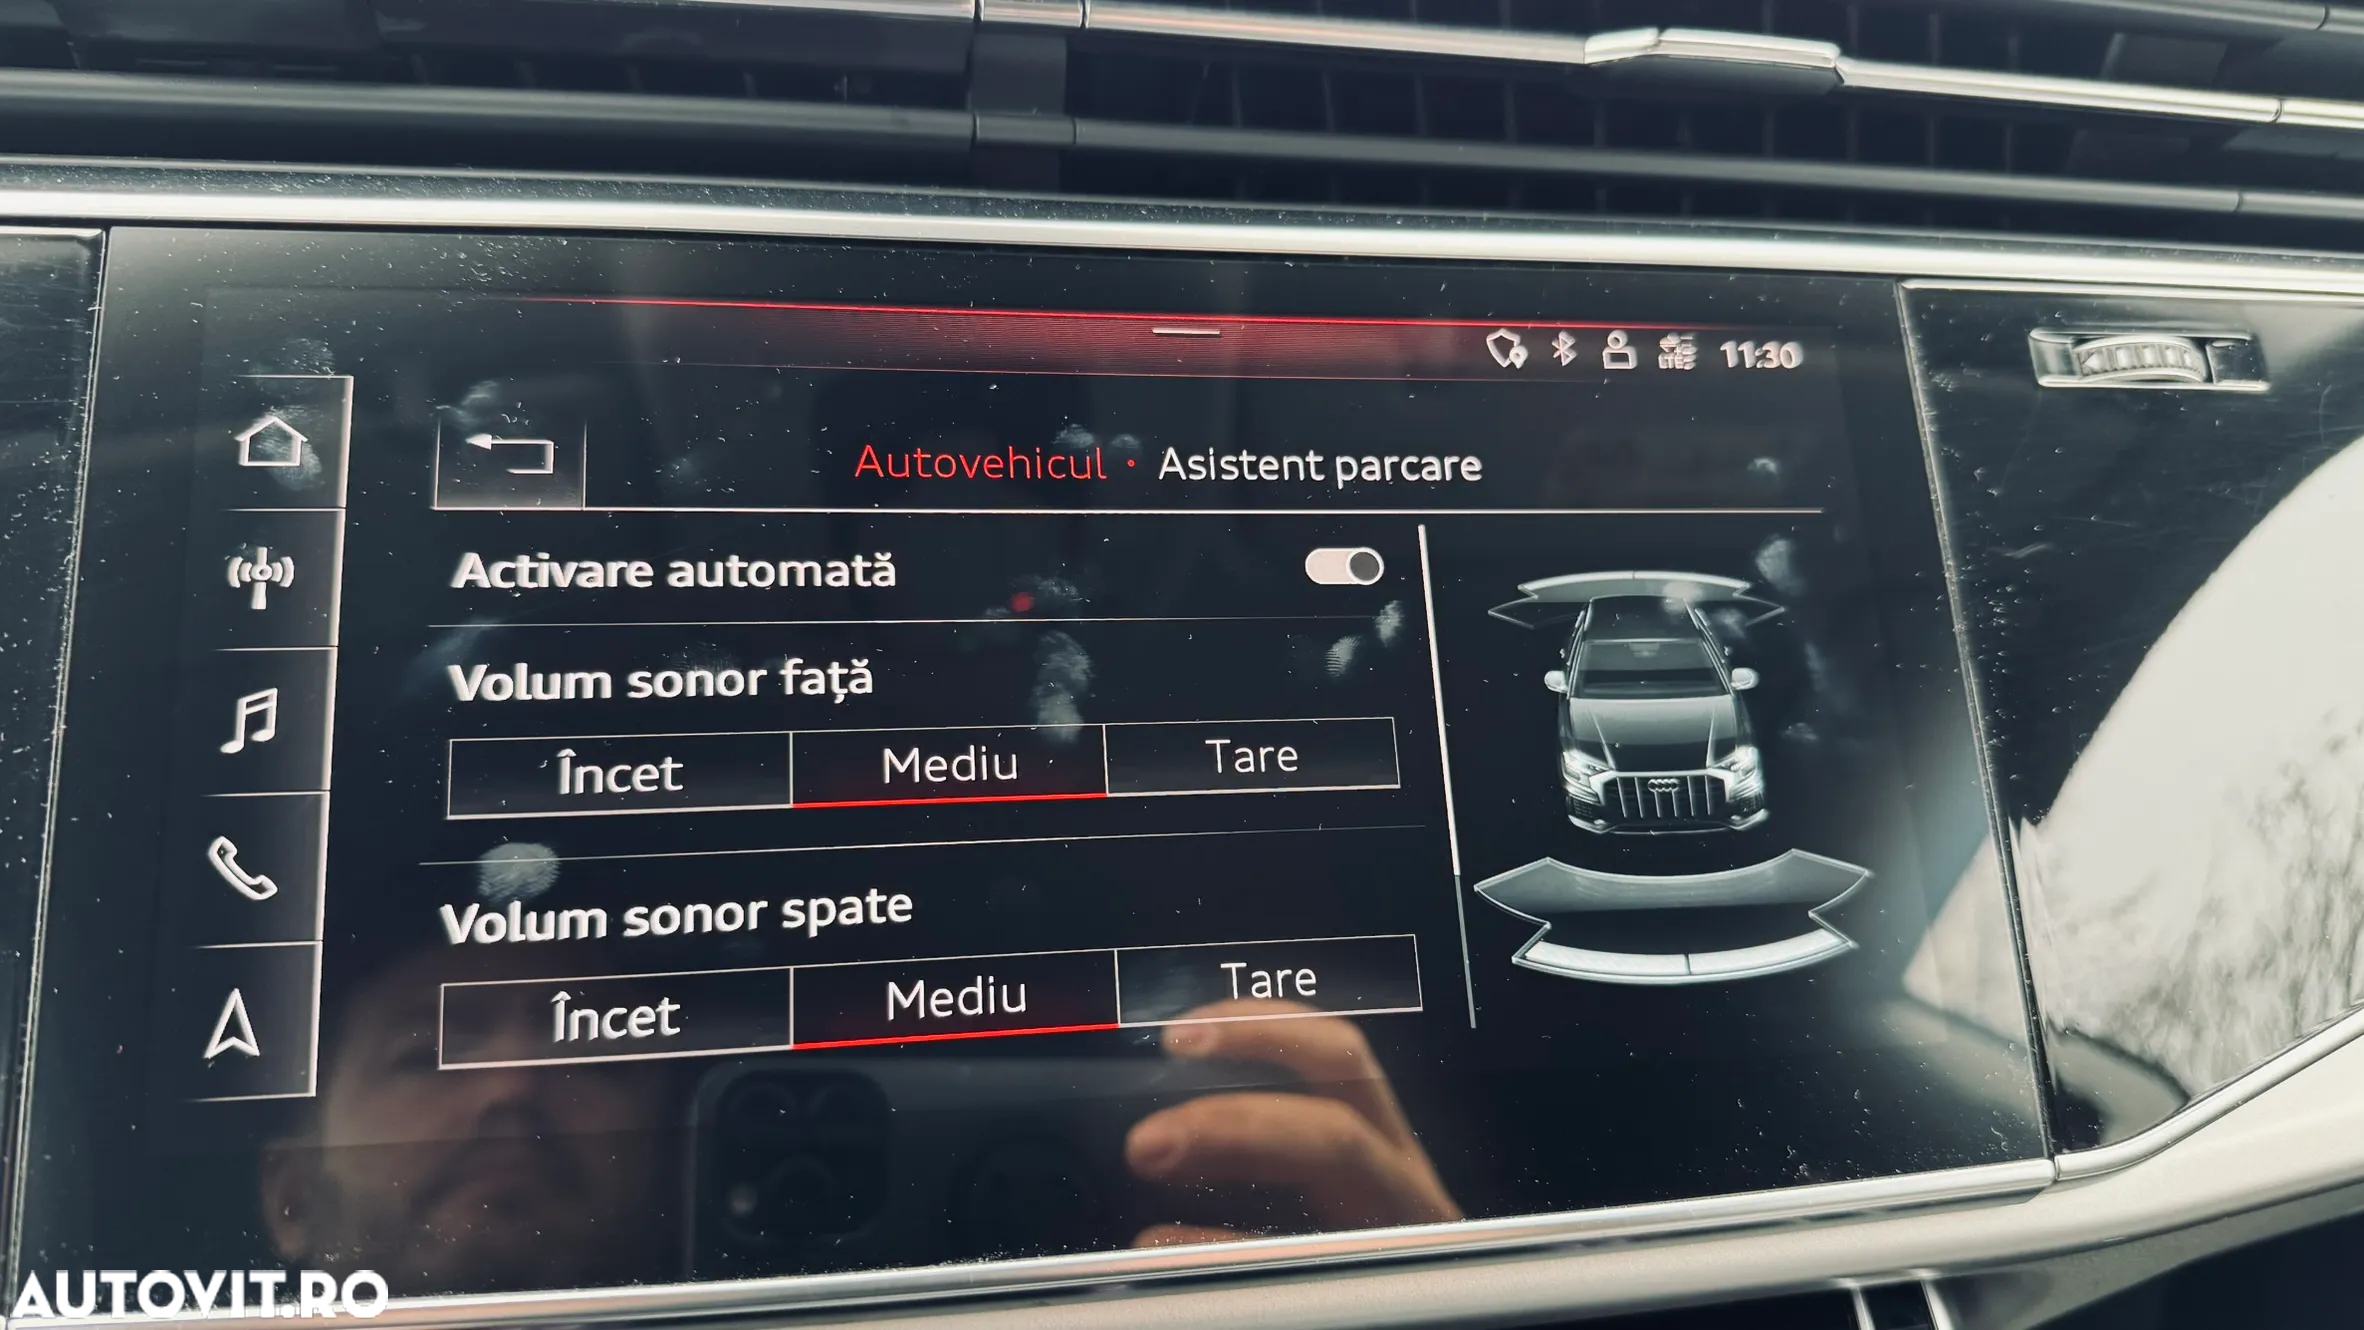 11:30
Autovehicul • Asistent parcare
Activare automată
Volum sonor față
Încet Mediu Tare
Volum sonor spate
Încet Mediu Tare
AUTOVIT.RO